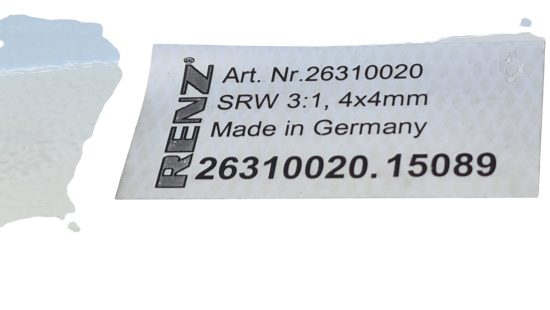 RENZ®
Art. Nr.26310020
SRW 3:1, 4x4mm
Made in Germany
26310020.15089